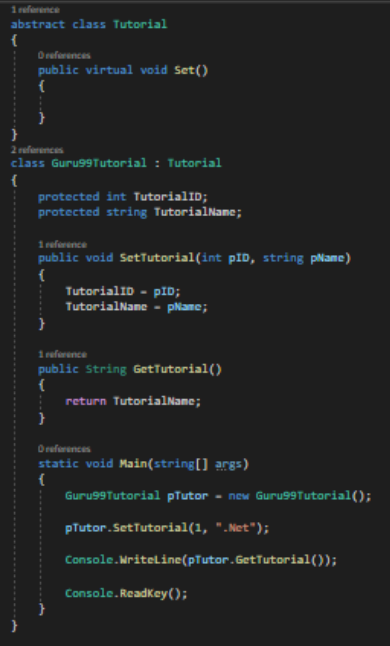 1 reference
abstract class Tutorial
{
0 references
public virtual void Set()
{
}
}
2 references
class Guru99Tutorial : Tutorial
{
protected int TutorialID;
protected string TutorialName;
1 reference
public void SetTutorial(int pID, string pName)
{
TutorialID = pID;
TutorialName = pName;
}
1 reference
public String GetTutorial()
{
return TutorialName;
}
0 references
static void Main(string[] args)
{
Guru99Tutorial pTutor = new Guru99Tutorial();
pTutor.SetTutorial(1, ".Net");
Console.WriteLine(pTutor.GetTutorial());
Console.ReadKey();
}
}